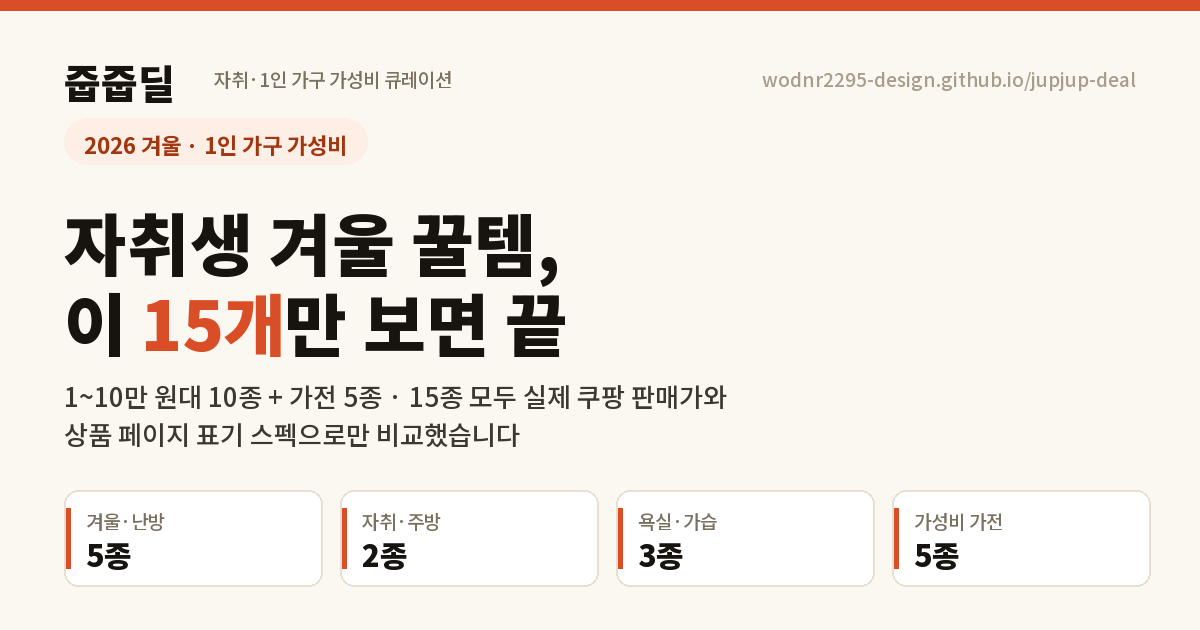 줍줍딜
자취·1인 가구 가성비 큐레이션
wodnr2295-design.github.io/jupjup-deal
2026 겨울 · 1인 가구 가성비
자취생 겨울 꿀템,
이 15개만 보면 끝
1~10만 원대 10종 + 가전 5종 · 15종 모두 실제 쿠팡 판매가와
상품 페이지 표기 스펙으로만 비교했습니다
겨울·난방
5종
자취·주방
2종
욕실·가습
3종
가성비 가전
5종